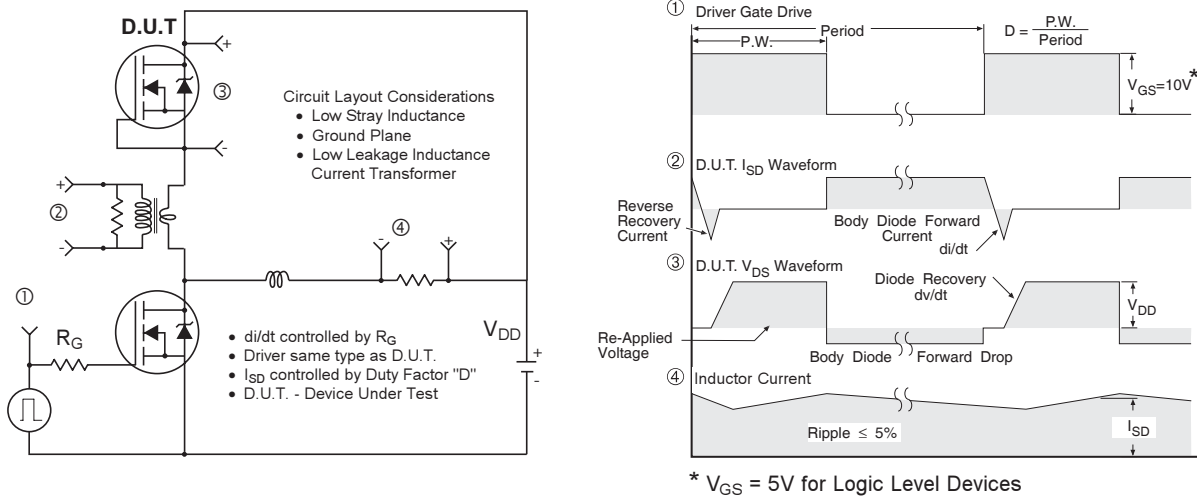 D.U.T
+
③
-
Circuit Layout Considerations
• Low Stray Inductance
• Ground Plane
• Low Leakage Inductance
Current Transformer
+
②
-
④
- +
①
R_G
V_DD
+
-
• di/dt controlled by R_G
• Driver same type as D.U.T.
• I_SD controlled by Duty Factor "D"
• D.U.T. - Device Under Test
① Driver Gate Drive
P.W.
Period
D = P.W.
Period
V_GS=10V*
② D.U.T. I_SD Waveform
Reverse
Recovery
Current
Body Diode Forward
Current
di/dt
③ D.U.T. V_DS Waveform
Diode Recovery
dv/dt
V_DD
Re-Applied
Voltage
Body Diode Forward Drop
④ Inductor Current
Ripple ≤ 5%
I_SD
* V_GS = 5V for Logic Level Devices